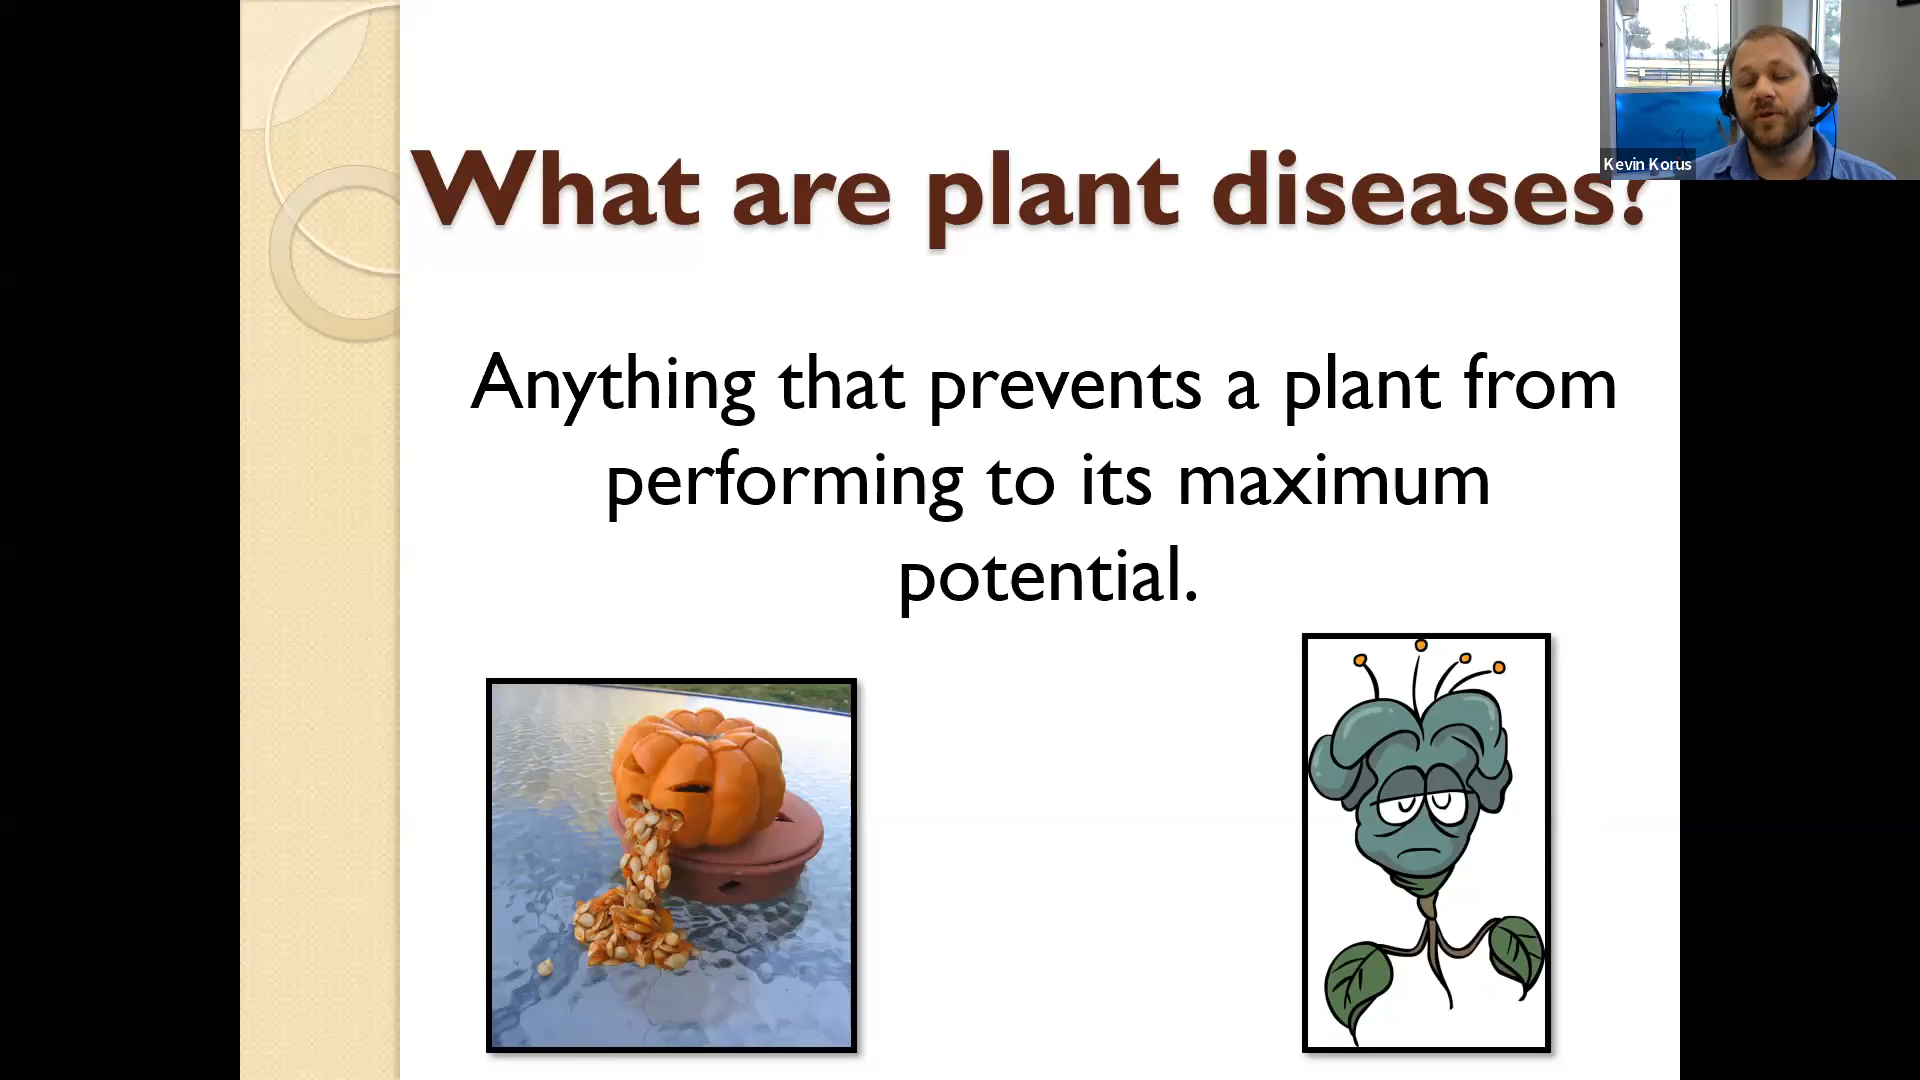 Kevin Korus
What are plant diseases?
Anything that prevents a plant from
performing to its maximum
potential.